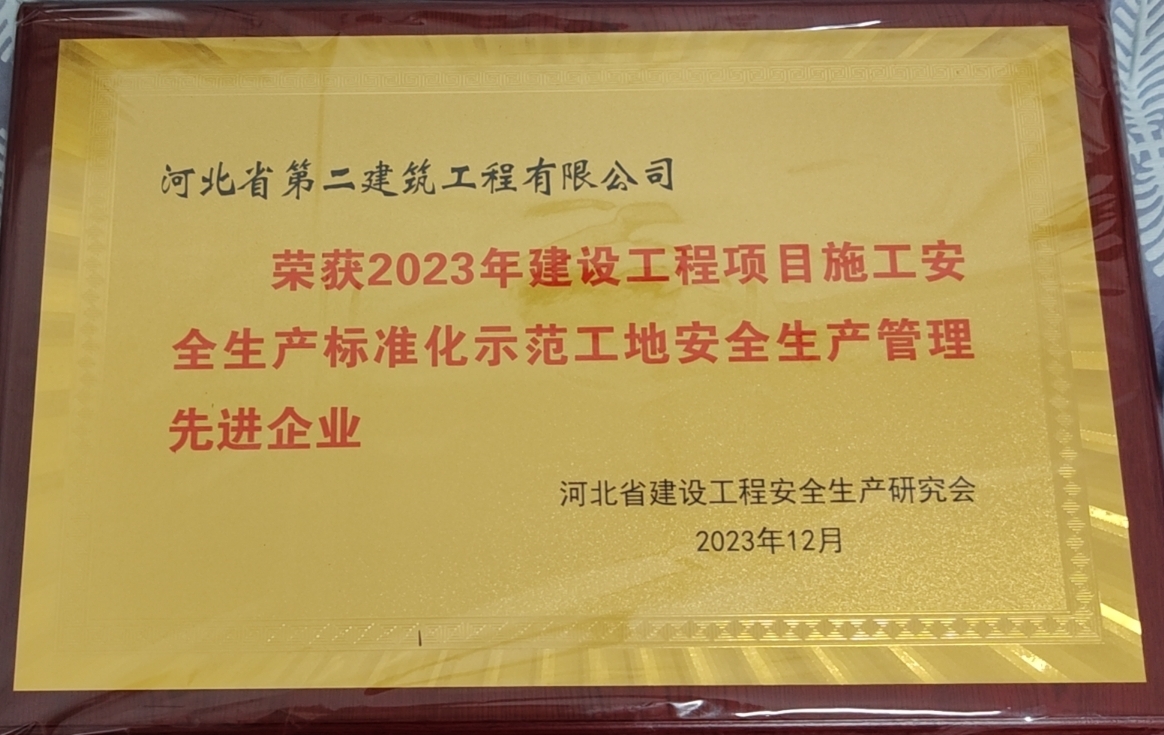 河北省第二建筑工程有限公司
荣获2023年建设工程项目施工安
全生产标准化示范工地安全生产管理
先进企业
河北省建设工程安全生产研究会
2023年12月